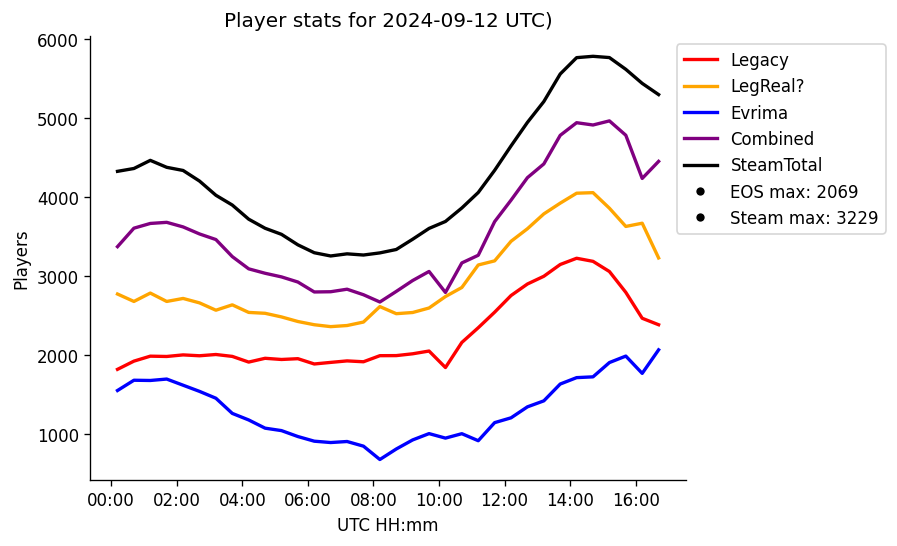 Player stats for 2024-09-12 UTC)
6000
5000
4000
3000
2000
1000
Players
00:00 02:00 04:00 06:00 08:00 10:00 12:00 14:00 16:00
UTC HH:mm
Legacy
LegReal?
Evrima
Combined
SteamTotal
EOS max: 2069
Steam max: 3229